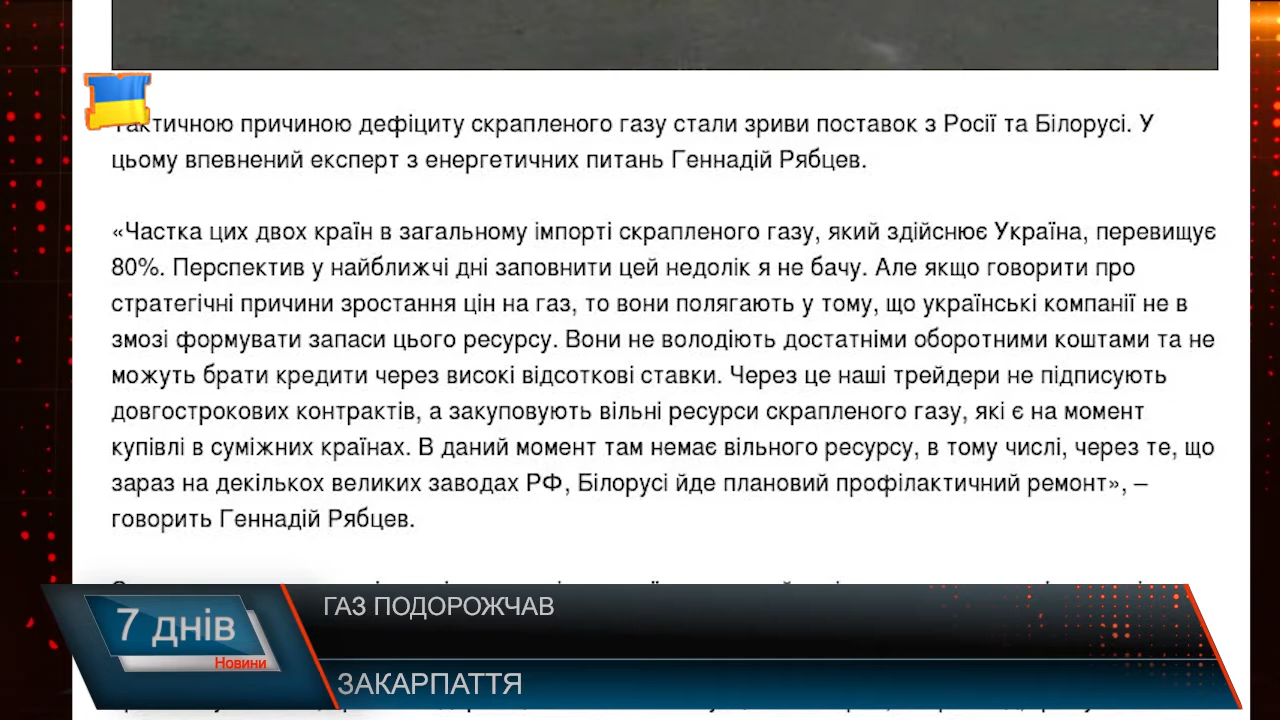 Тактичною причиною дефіциту скрапленого газу стали зриви поставок з Росії та Білорусі. У
цьому впевнений експерт з енергетичних питань Геннадій Рябцев.
«Частка цих двох країн в загальному імпорті скрапленого газу, який здійснює Україна, перевищує
80%. Перспектив у найближчі дні заповнити цей недолік я не бачу. Але якщо говорити про
стратегічні причини зростання цін на газ, то вони полягають у тому, що українські компанії не в
змозі формувати запаси цього ресурсу. Вони не володіють достатніми оборотними коштами та не
можуть брати кредити через високі відсоткові ставки. Через це наші трейдери не підписують
довгострокових контрактів, а закуповують вільні ресурси скрапленого газу, які є на момент
купівлі в суміжних країнах. В даний момент там немає вільного ресурсу, в тому числі, через те, що
зараз на декількох великих заводах РФ, Білорусі йде плановий профілактичний ремонт», –
говорить Геннадій Рябцев.
7 днів
Новини
ГАЗ ПОДОРОЖЧАВ
ЗАКАРПАТТЯ